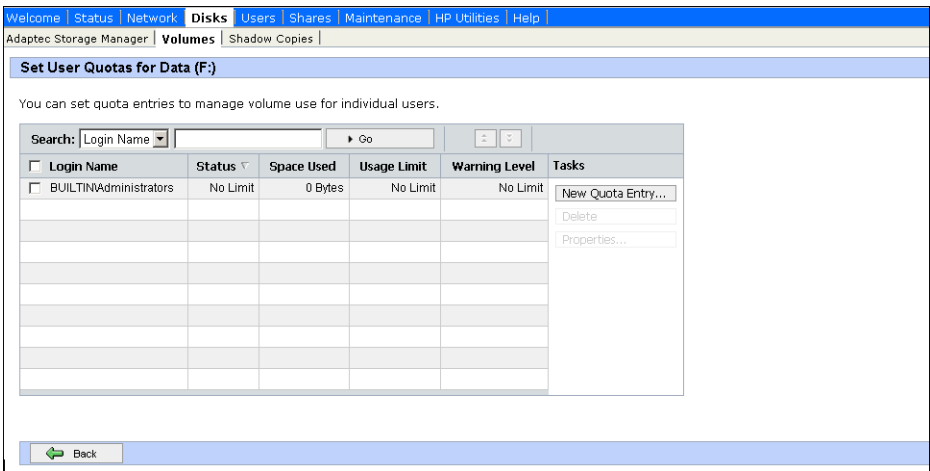 Welcome | Status | Network | Disks | Users | Shares | Maintenance | HP Utilities | Help |
Adaptec Storage Manager | Volumes | Shadow Copies |
Set User Quotas for Data (F:)
You can set quota entries to manage volume use for individual users.
Search: Login Name Go
Login Name Status Space Used Usage Limit Warning Level Tasks
BUILTIN\Administrators No Limit 0 Bytes No Limit No Limit New Quota Entry...
Delete
Properties...
Back